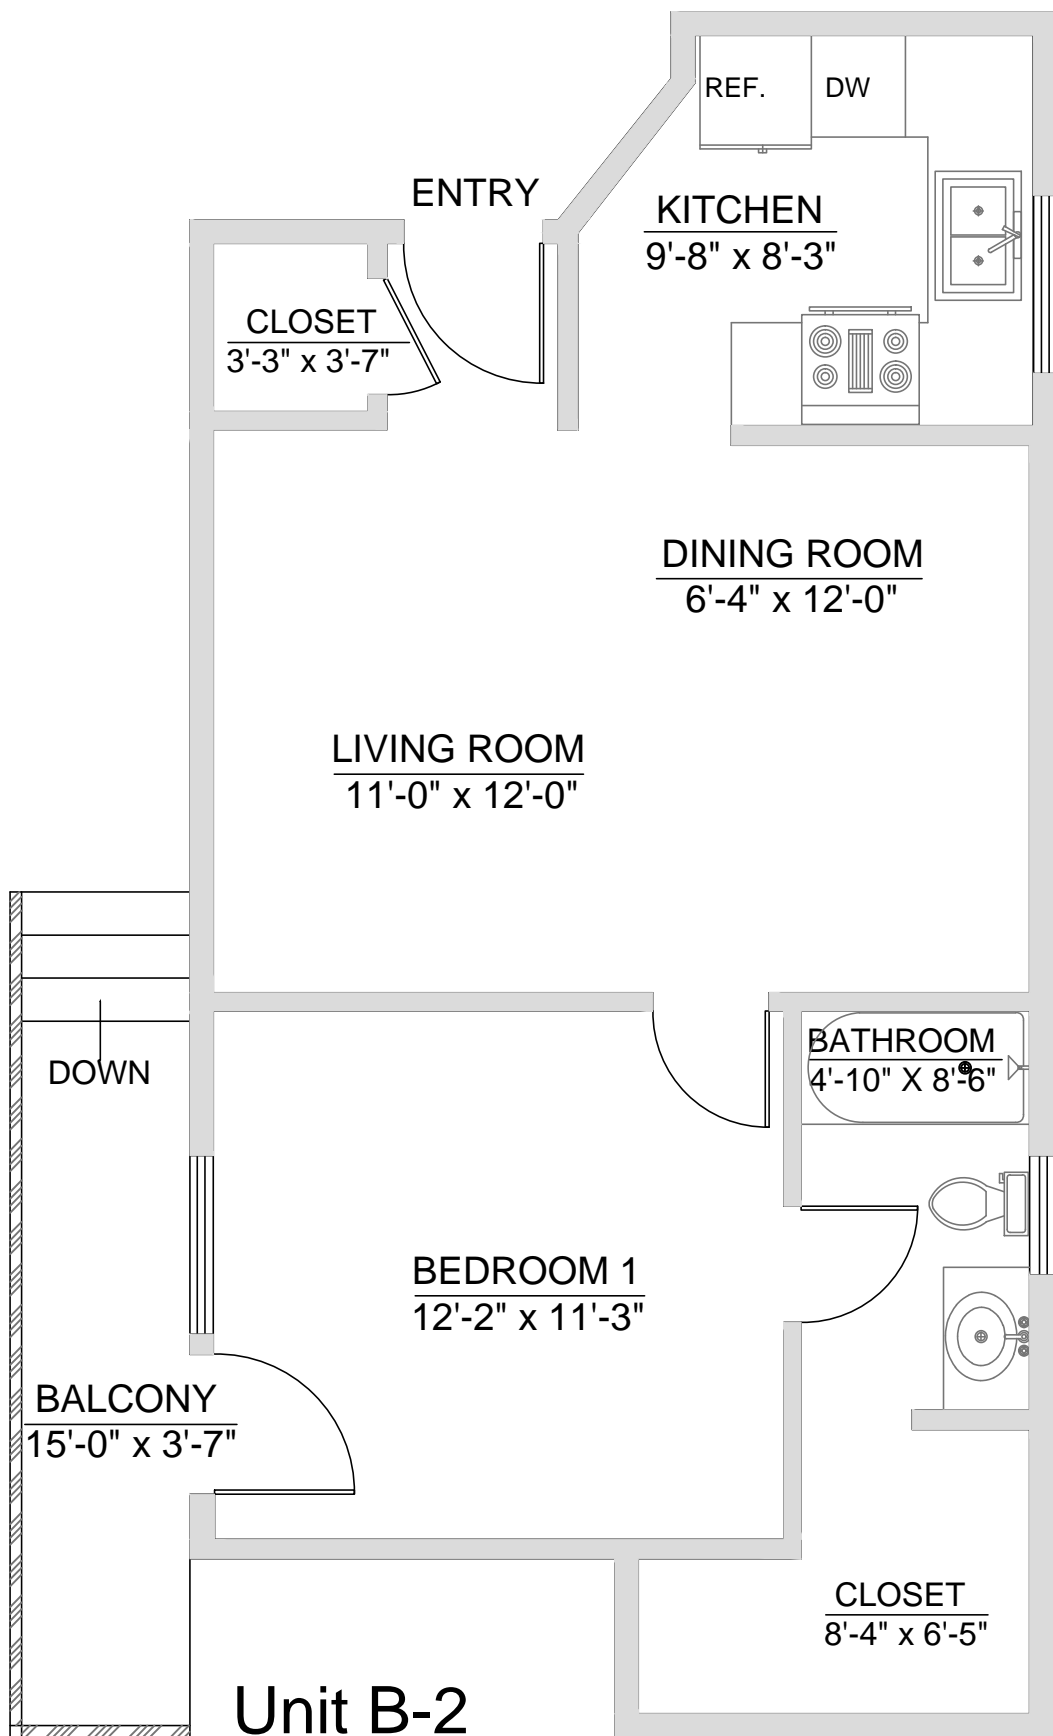 REF.
DW
ENTRY
KITCHEN
9'-8" x 8'-3"
CLOSET
3'-3" x 3'-7"
DINING ROOM
6'-4" x 12'-0"
LIVING ROOM
11'-0" x 12'-0"
BATHROOM
4'-10" X 8'-6"
DOWN
BEDROOM 1
12'-2" x 11'-3"
BALCONY
15'-0" x 3'-7"
CLOSET
8'-4" x 6'-5"
Unit B-2